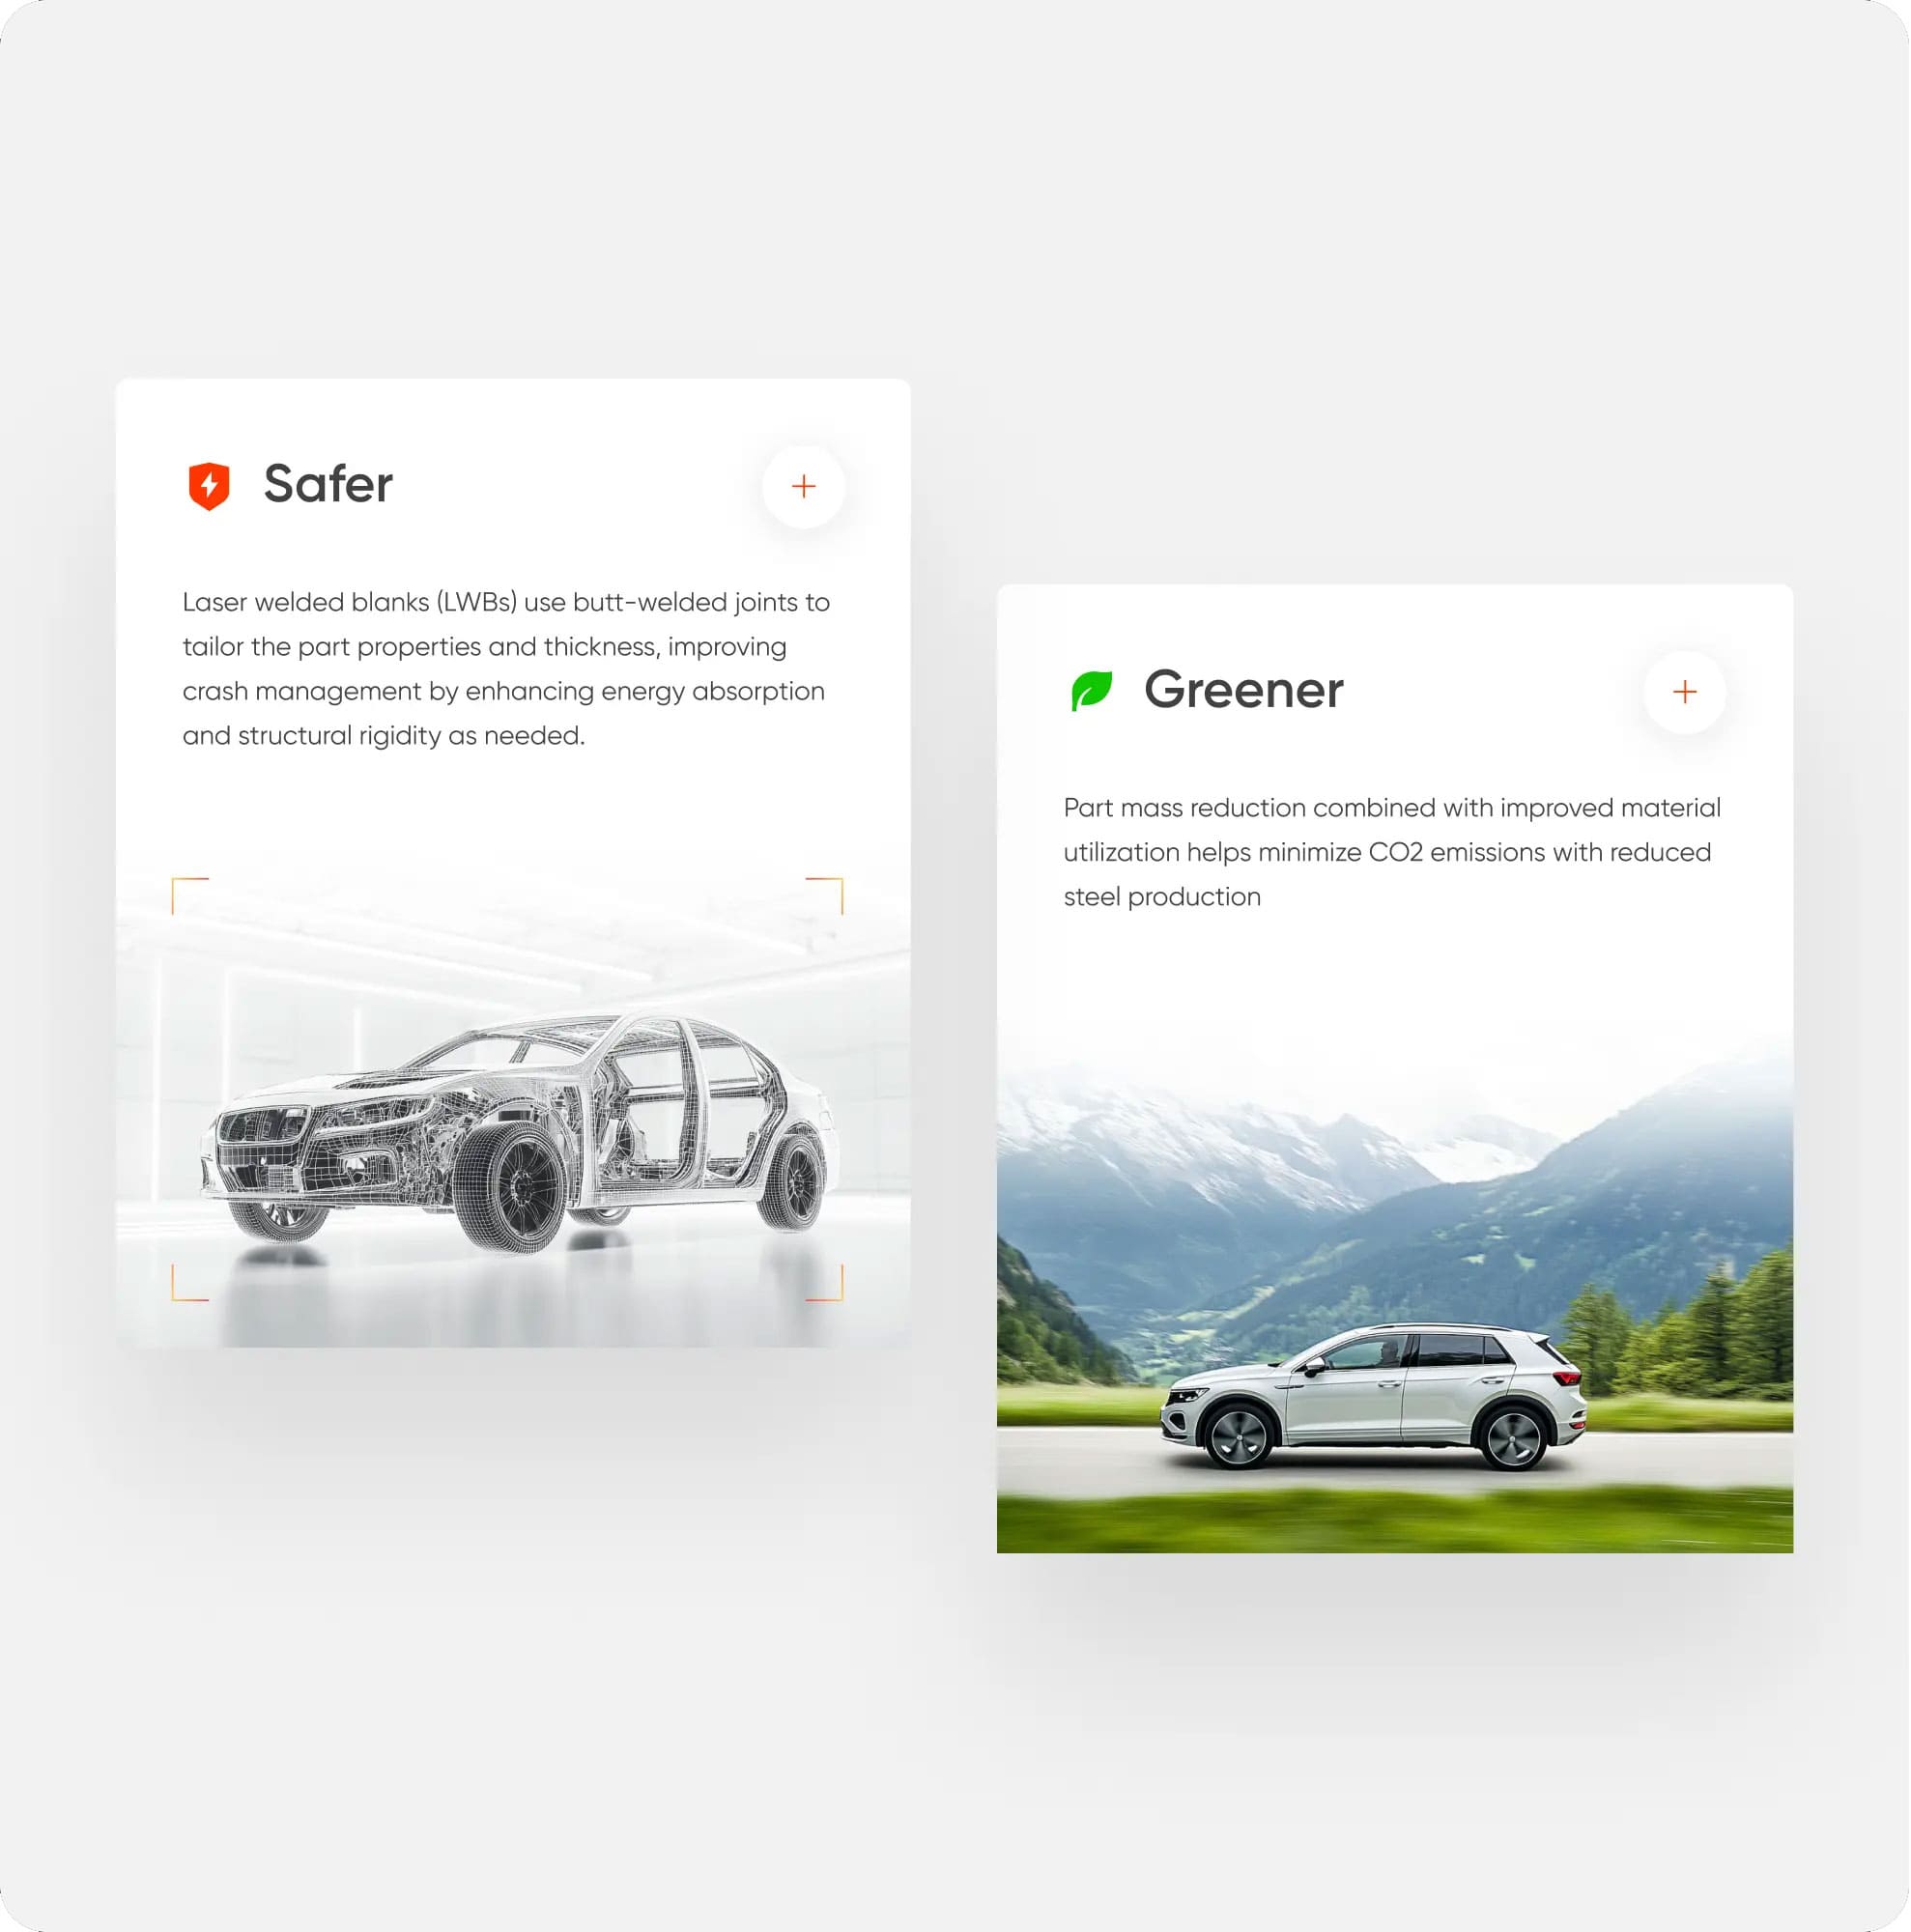 Safer
Laser welded blanks (LWBs) use butt-welded joints to
tailor the part properties and thickness, improving
crash management by enhancing energy absorption
and structural rigidity as needed.
Greener
Part mass reduction combined with improved material
utilization helps minimize CO2 emissions with reduced
steel production